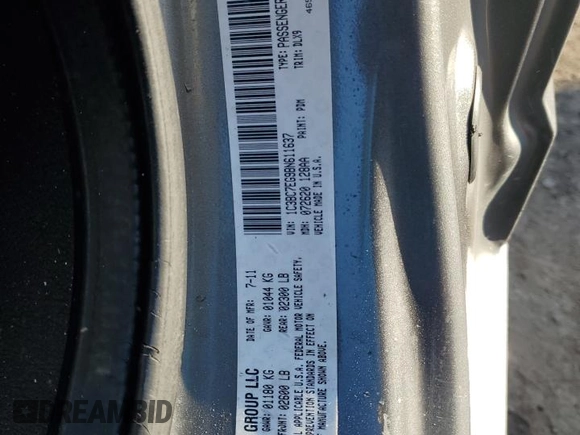 GROUP LLC
DATE OF MFR: 7-11
GAWR: 01180 KG GAWR: 01044 KG
FRONT: 02600 LB REAR: 02300 LB
APPLICABLE U.S.A. FEDERAL MOTOR VEHICLE SAFETY,
PREVENTION STANDARDS IN EFFECT ON
MANUFACTURE SHOWN ABOVE.
VIN: 1C3BC7EG9BN611637 TYPE: PASSENGER
MDH: 072620 128AA PAINT: PDM TRIM: DLX9
VEHICLE MADE IN U.S.A.
DREAMBID